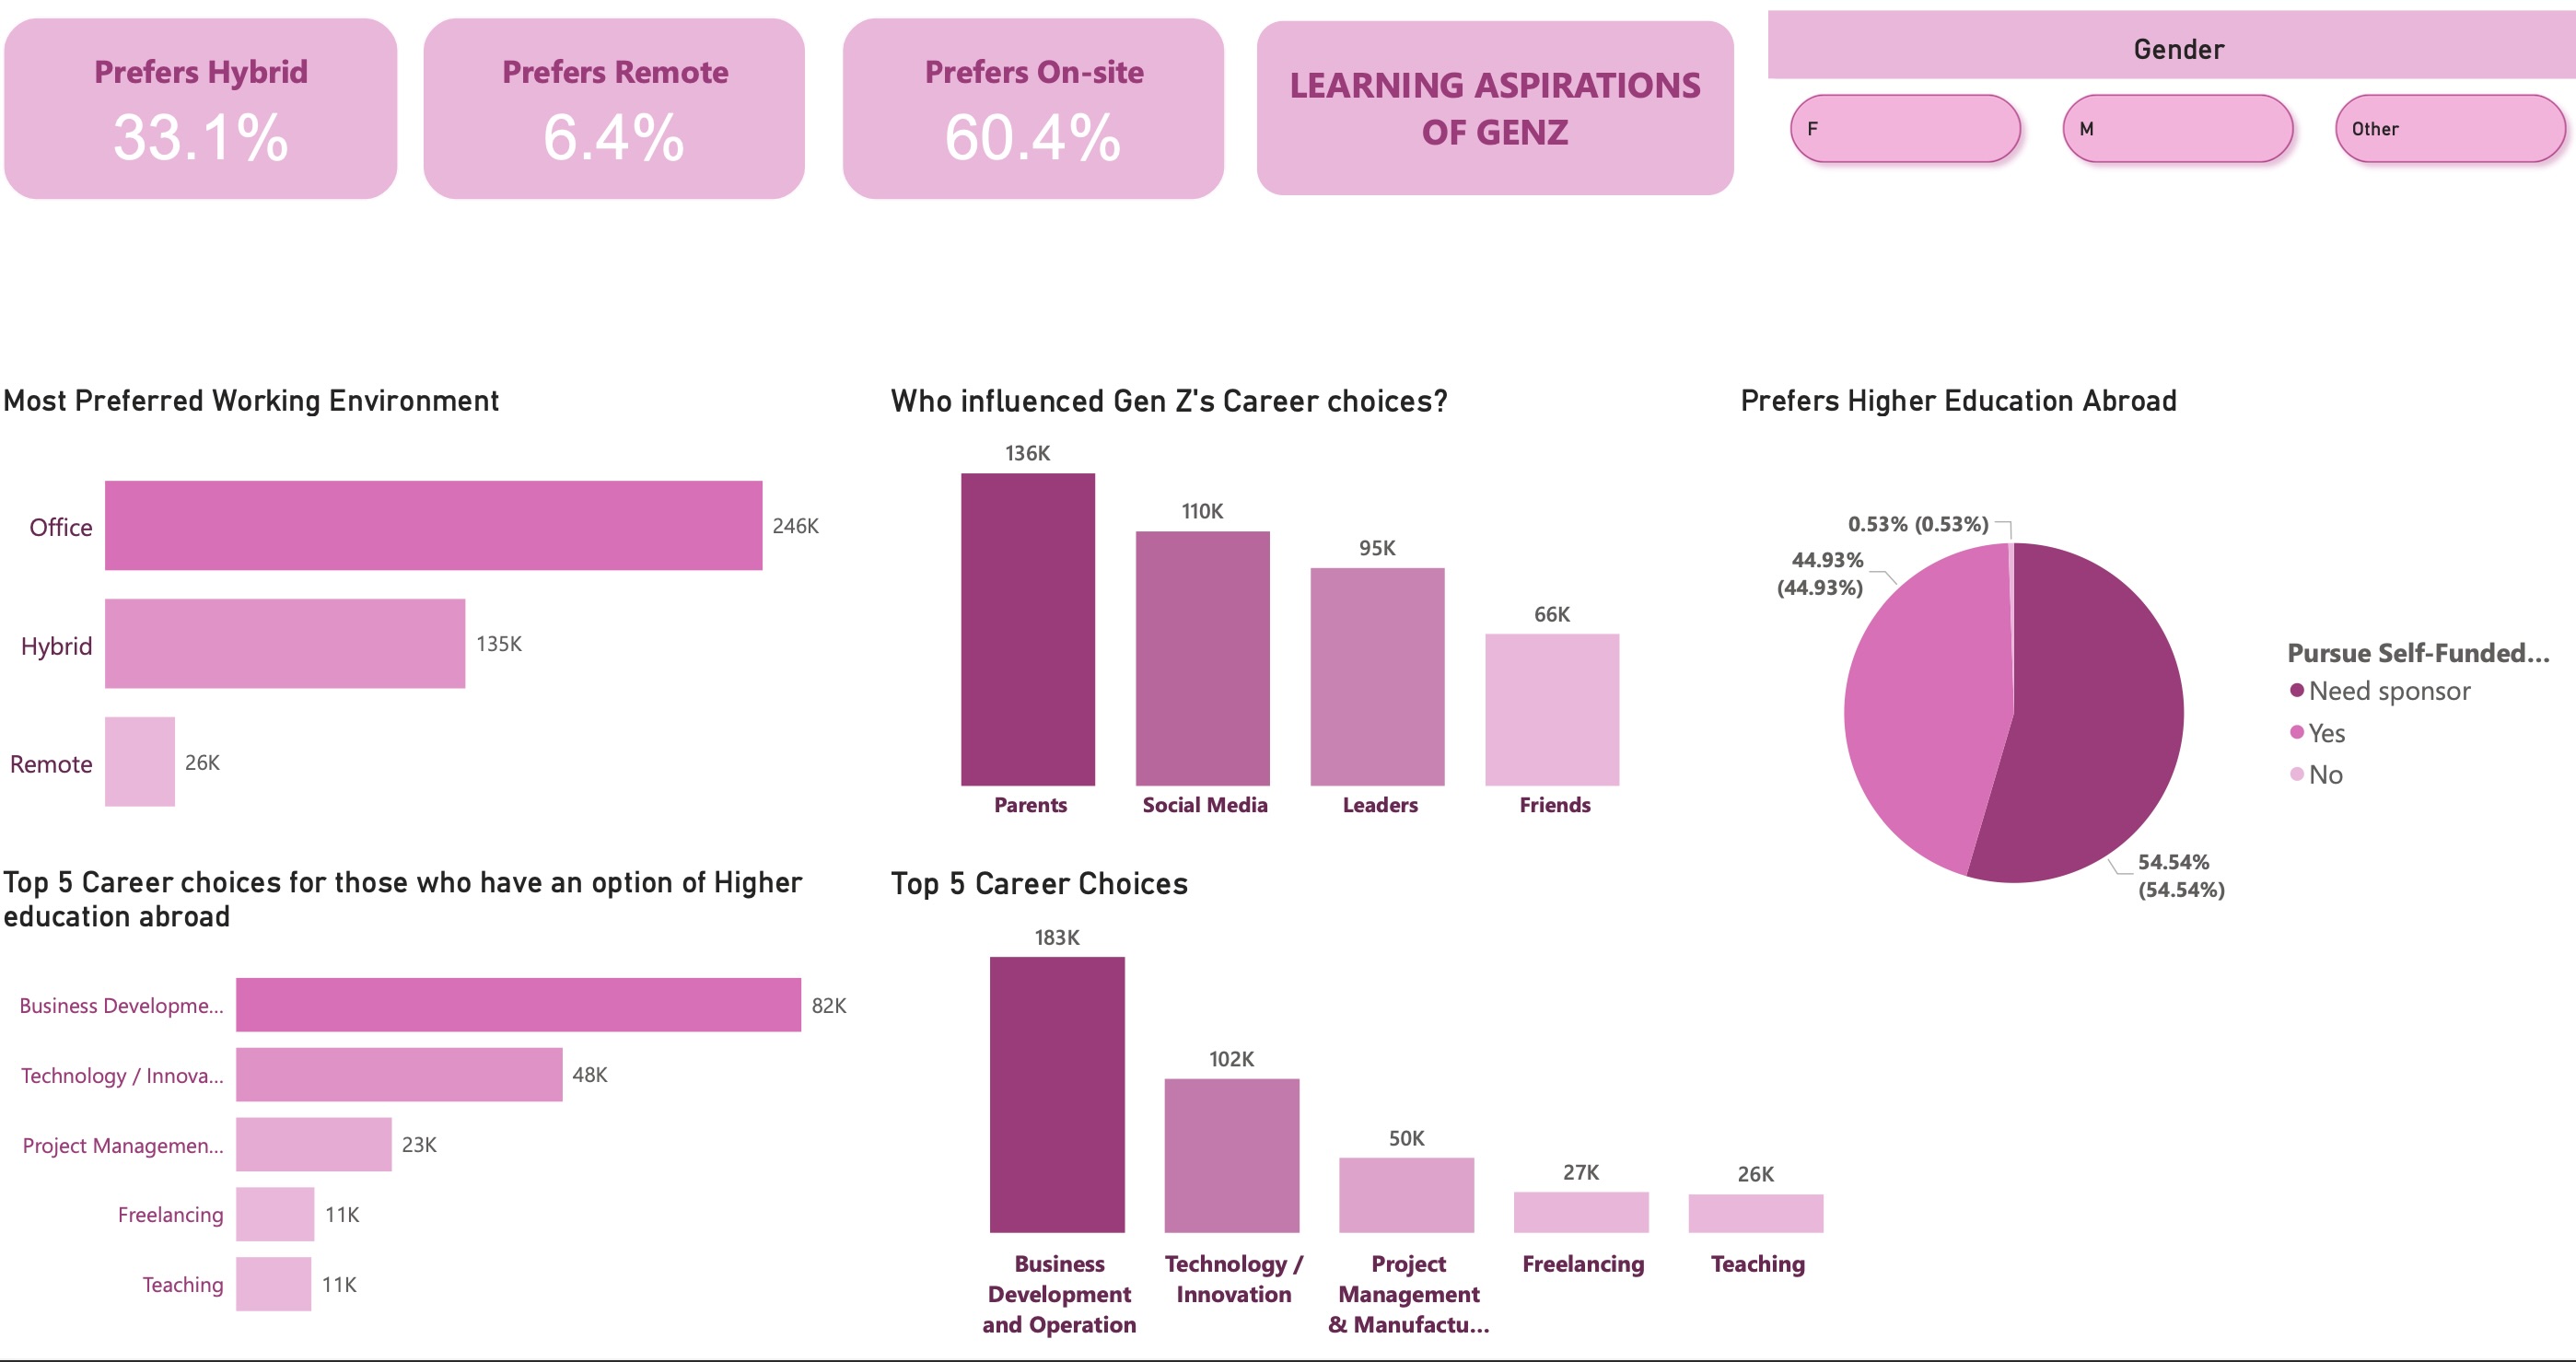 Prefers Hybrid
33.1%
Prefers Remote
6.4%
Prefers On-site
60.4%
LEARNING ASPIRATIONS
OF GENZ
Gender
F
M
Other
Most Preferred Working Environment
Office
246K
Hybrid
135K
Remote
26K
Who influenced Gen Z's Career choices?
136K
110K
95K
66K
Parents
Social Media
Leaders
Friends
Prefers Higher Education Abroad
0.53% (0.53%)
44.93%
(44.93%)
54.54%
(54.54%)
Pursue Self-Funded...
Need sponsor
Yes
No
Top 5 Career choices for those who have an option of Higher
education abroad
Business Developme...
82K
Technology / Innova...
48K
Project Managemen...
23K
Freelancing
11K
Teaching
11K
Top 5 Career Choices
183K
102K
50K
27K
26K
Business
Development
and Operation
Technology /
Innovation
Project
Management
& Manufactu...
Freelancing
Teaching